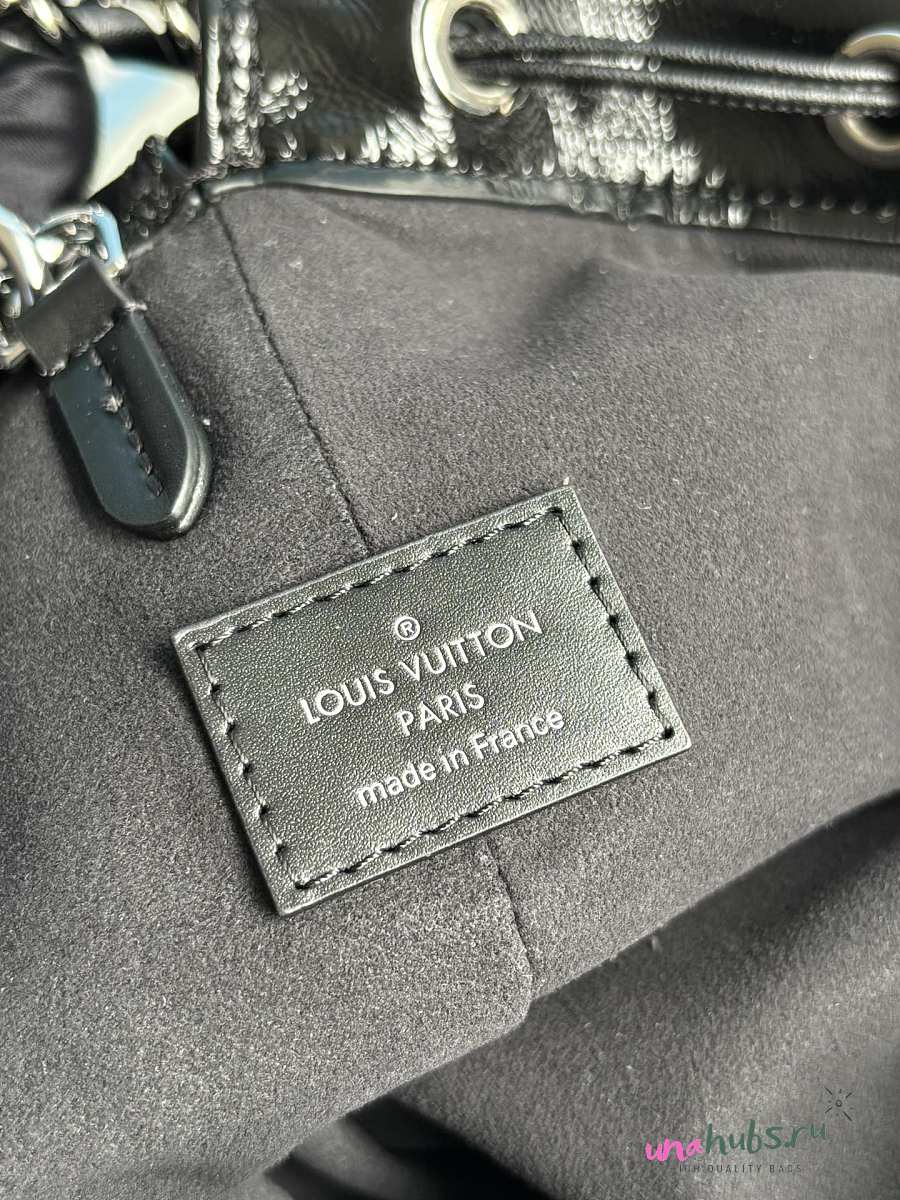 ®
LOUIS VUITTON
PARIS
made in France
unahubs.ru
HIGH QUALITY BAGS